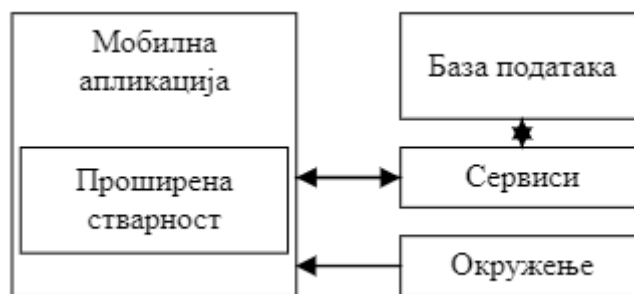 Мобилна
апликација
Проширена
стварност
База података
Сервиси
Окружење